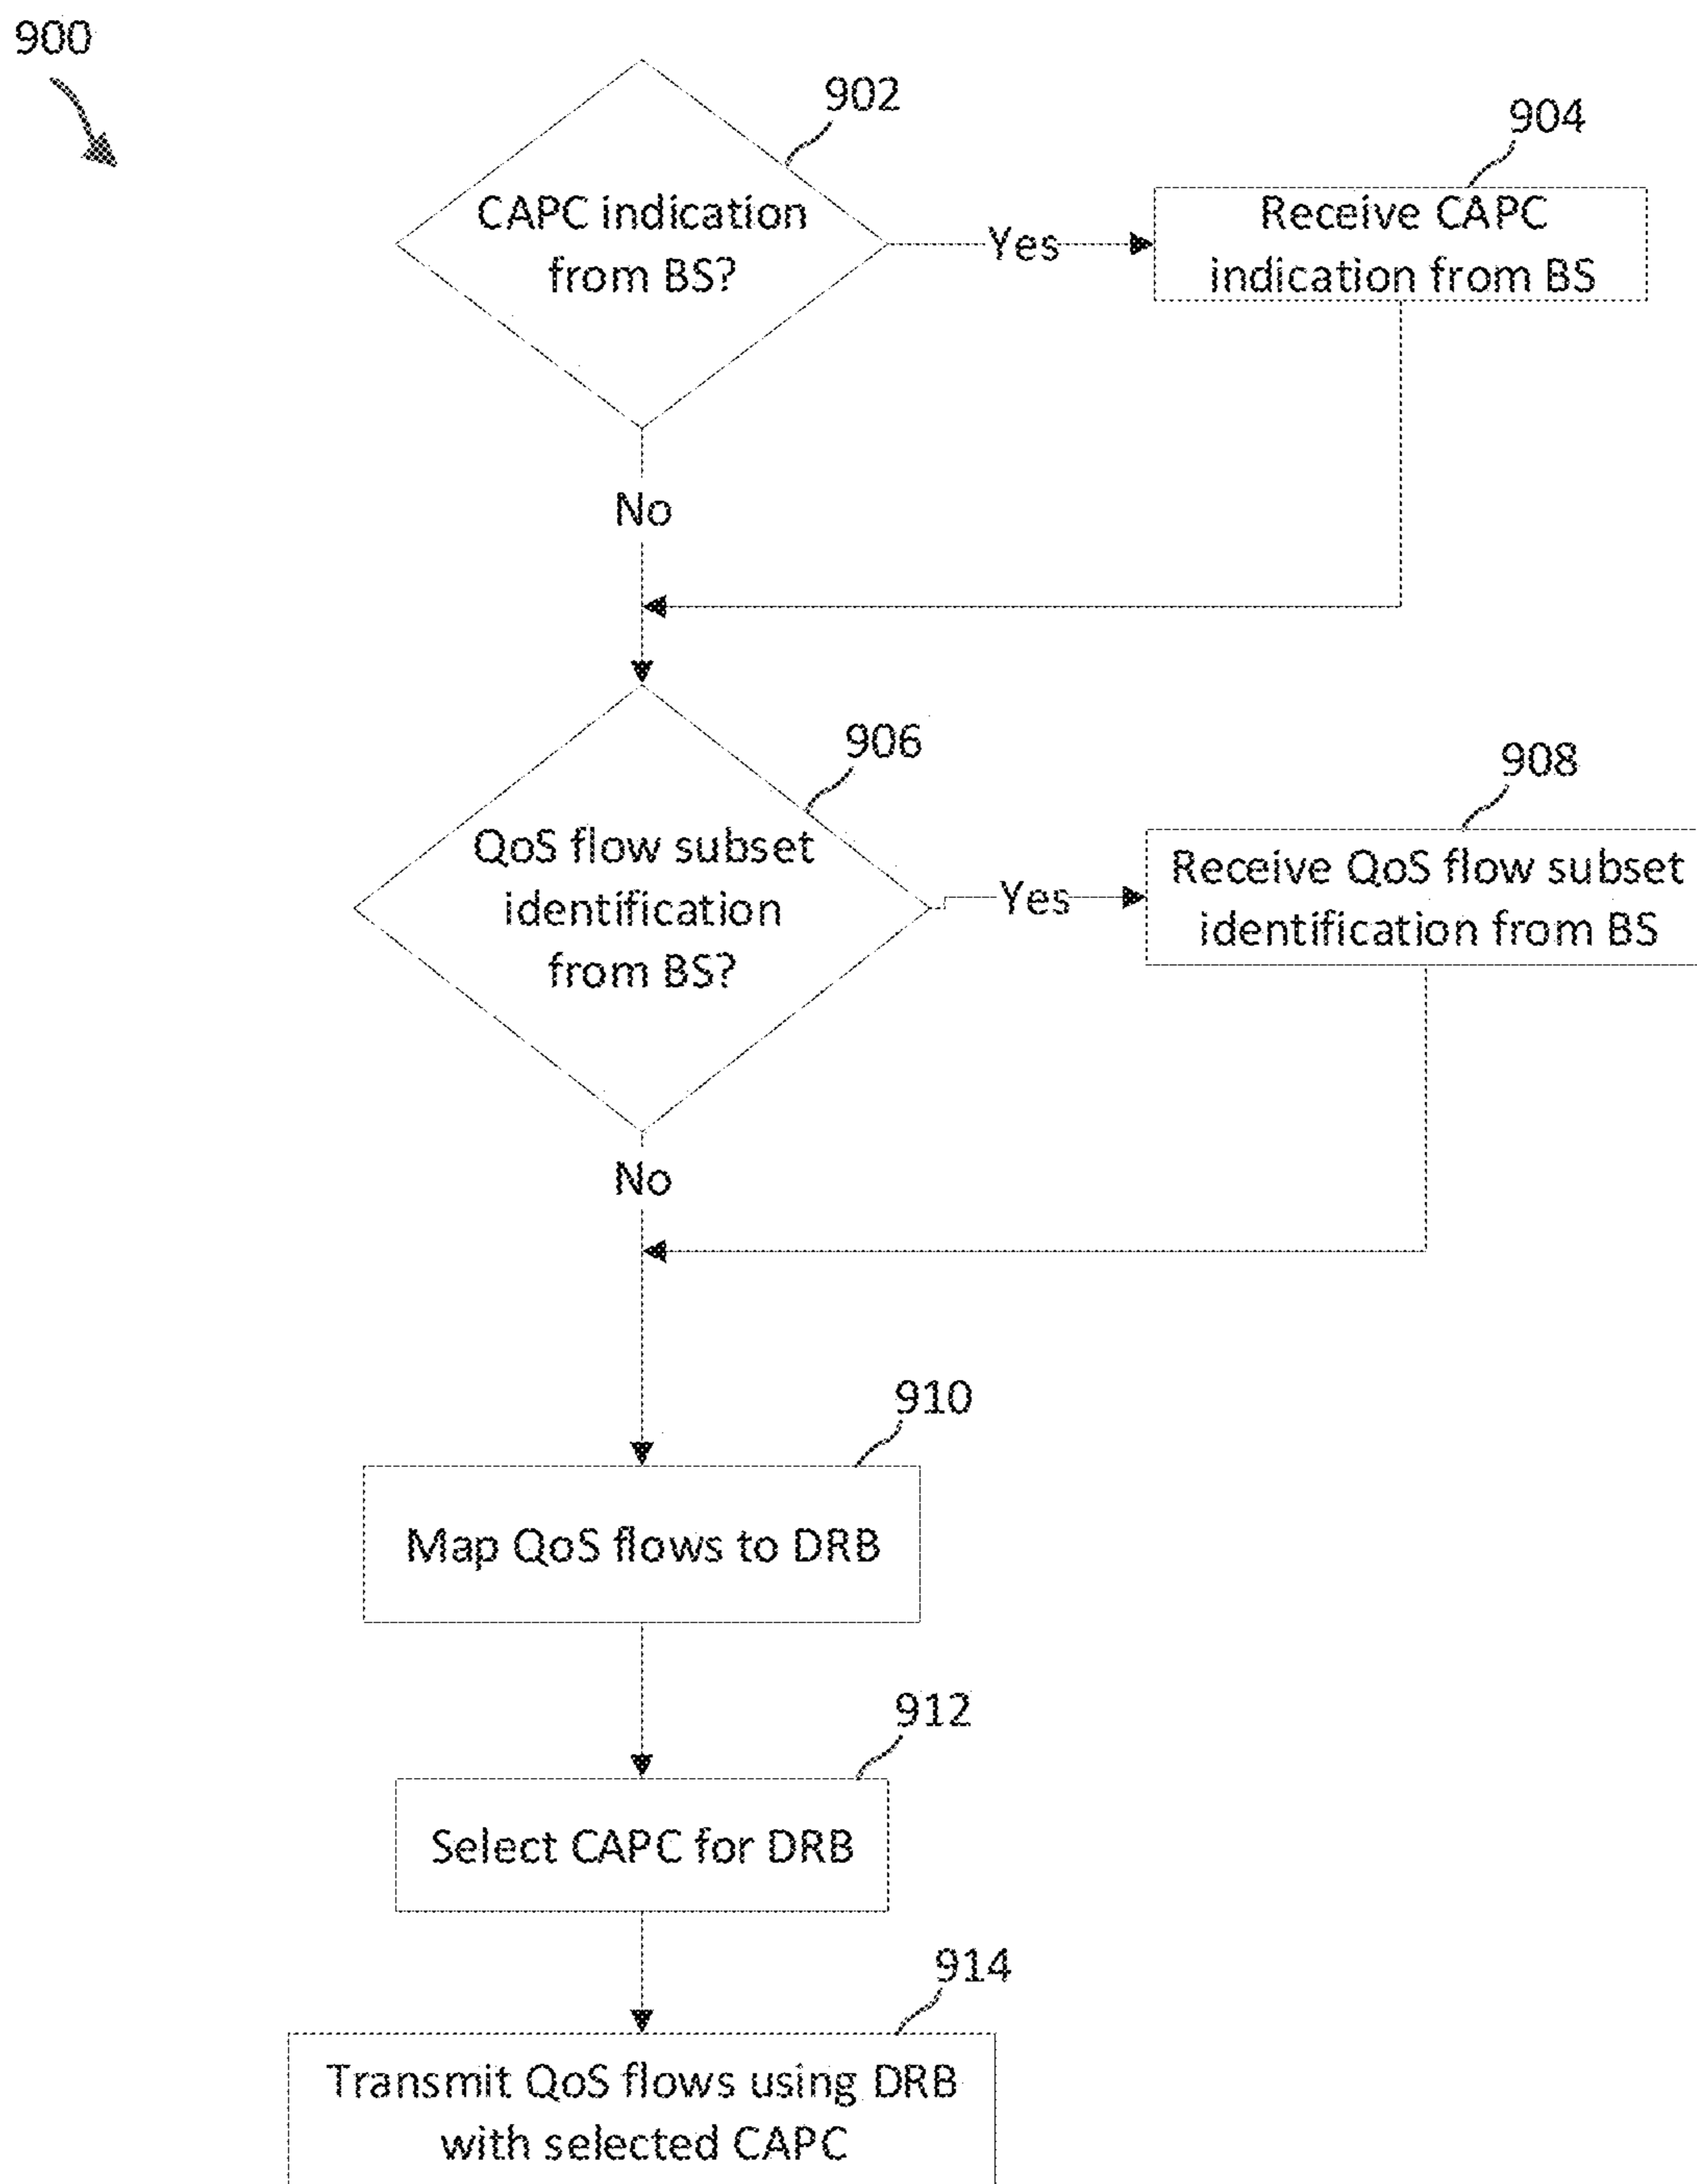 900
902
CAPC indication
from BS?
Yes
904
Receive CAPC
indication from BS
No
906
QoS flow subset
identification
from BS?
Yes
908
Receive QoS flow subset
identification from BS
No
910
Map QoS flows to DRB
912
Select CAPC for DRB
914
Transmit QoS flows using DRB
with selected CAPC